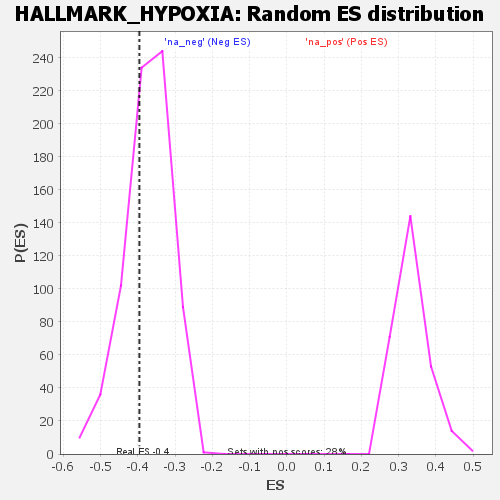 HALLMARK_HYPOXIA: Random ES distribution
'na_neg' (Neg ES)
'na_pos' (Pos ES)
P(ES)
240
220
200
180
160
140
120
100
80
60
40
20
0
Real ES -0.4
Sets with pos scores: 28%
-0.6 -0.5 -0.4 -0.3 -0.2 -0.1 0.0 0.1 0.2 0.3 0.4 0.5
ES